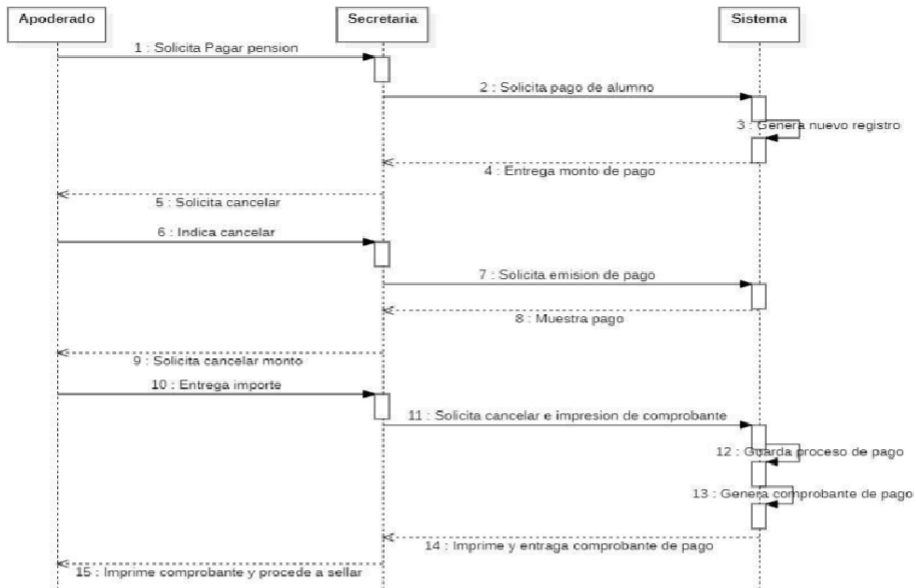 Apoderado
Secretaria
Sistema
1 : Solicita Pagar pension
2 : Solicita pago de alumno
3 : Genera nuevo registro
4 : Entrega monto de pago
5 : Solicita cancelar
6 : Indica cancelar
7 : Solicita emision de pago
8 : Muestra pago
9 : Solicita cancelar monto
10 : Entrega importe
11 : Solicita cancelar e impresion de comprobante
12 : Guarda proceso de pago
13 : Genera comprobante de pago
14 : Imprime y entraga comprobante de pago
15 : Imprime comprobante y procede a sellar